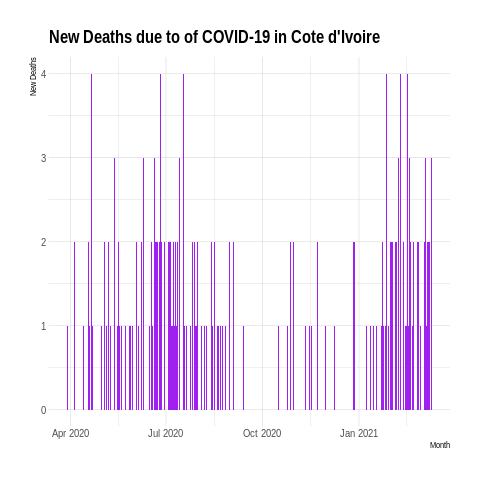 New Deaths due to of COVID-19 in Cote d'Ivoire
New Deaths
4
3
2
1
0
Apr 2020 Jul 2020 Oct 2020 Jan 2021
Month